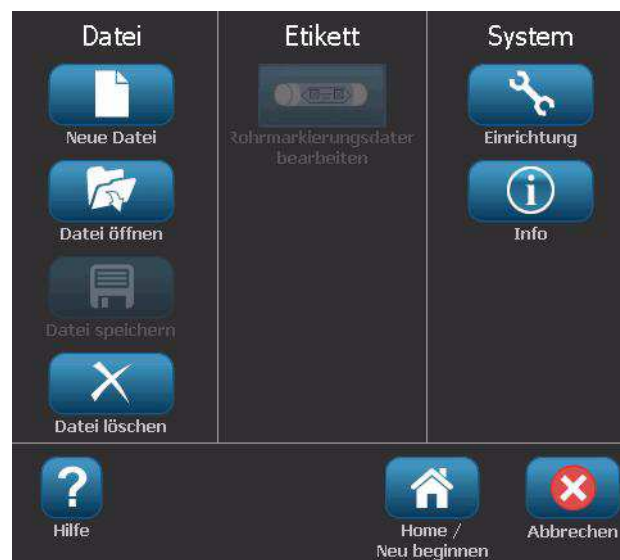 Datei
Neue Datei
Datei öffnen
Datei speichern
Datei löschen
Etikett
Rohrmarkierungsdater
bearbeiten
System
Einrichtung
Info
?
Hilfe
Home /
Neu beginnen
Abbrechen